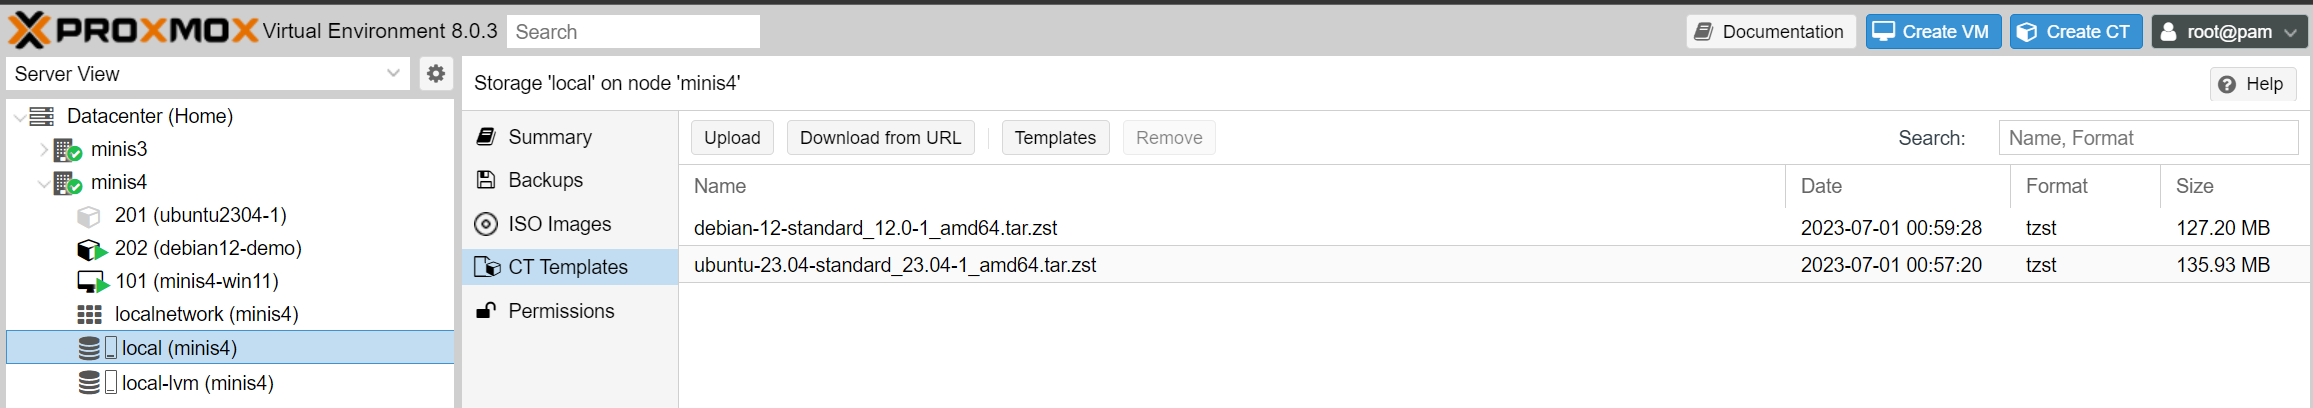 PROXMOX Virtual Environment 8.0.3 Search Documentation Create VM Create CT root@pam
Server View
Storage 'local' on node 'minis4' Help
Datacenter (Home)
minis3
minis4
201 (ubuntu2304-1)
202 (debian12-demo)
101 (minis4-win11)
localnetwork (minis4)
local (minis4)
local-lvm (minis4)
Summary
Backups
ISO Images
CT Templates
Permissions
Upload Download from URL Templates Remove Search: Name, Format
Name Date Format Size
debian-12-standard_12.0-1_amd64.tar.zst 2023-07-01 00:59:28 tzst 127.20 MB
ubuntu-23.04-standard_23.04-1_amd64.tar.zst 2023-07-01 00:57:20 tzst 135.93 MB